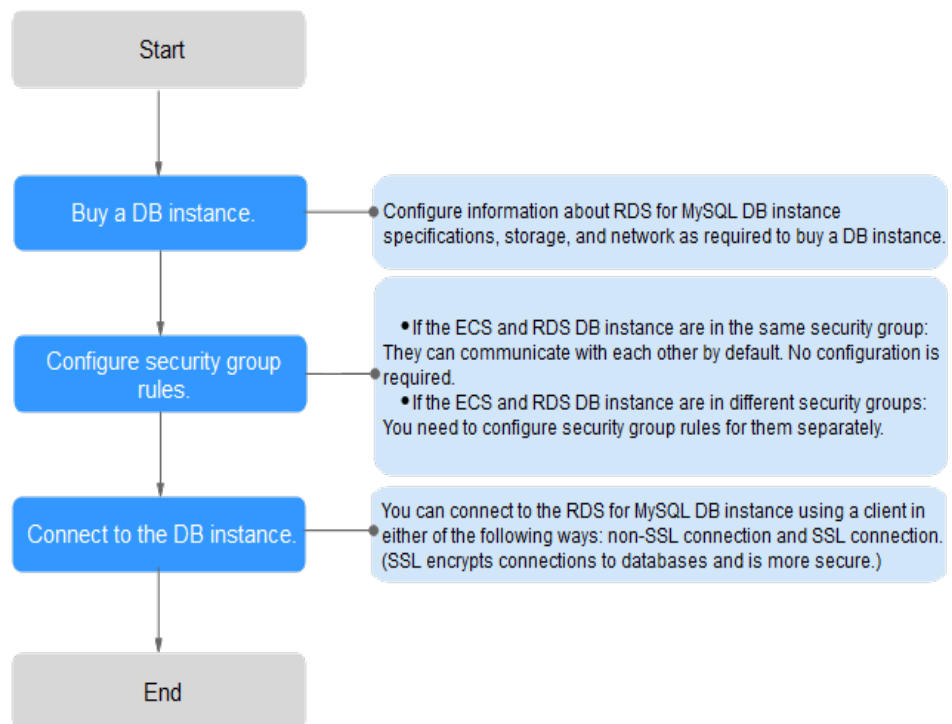 Start
Buy a DB instance.
Configure information about RDS for MySQL DB instance
specifications, storage, and network as required to buy a DB instance.
Configure security group
rules.
•If the ECS and RDS DB instance are in the same security group:
They can communicate with each other by default. No configuration is
required.
•If the ECS and RDS DB instance are in different security groups:
You need to configure security group rules for them separately.
Connect to the DB instance.
You can connect to the RDS for MySQL DB instance using a client in
either of the following ways: non-SSL connection and SSL connection.
(SSL encrypts connections to databases and is more secure.)
End